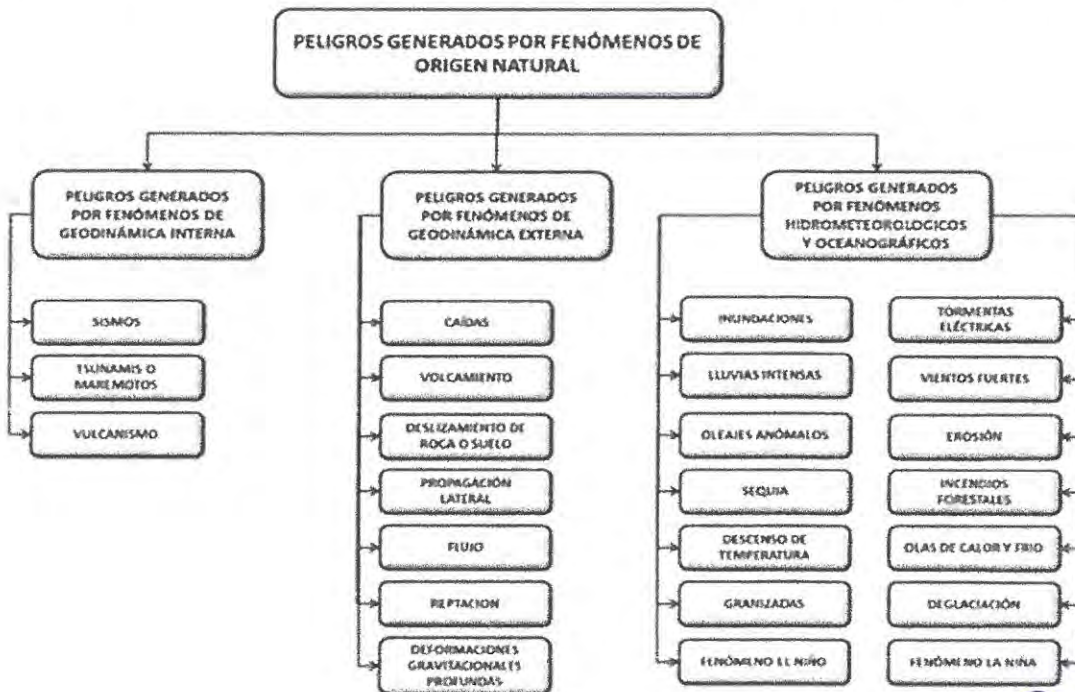 PELIGROS GENERADOS POR FENÓMENOS DE
ORIGEN NATURAL
PELIGROS GENERADOS
POR FENÓMENOS DE
GEODINÁMICA INTERNA
SISMOS
TSUNAMIS O
MAREMOTOS
VULCANISMO
PELIGROS GENERADOS
POR FENÓMENOS DE
GEODINÁMICA EXTERNA
CAÍDAS
VOLCAMIENTO
DESLIZAMIENTO DE
ROCA O SUELO
PROPAGACIÓN
LATERAL
FLUJO
REPTACION
DEFORMACIONES
GRAVITACIONALES
PROFUNDAS
PELIGROS GENERADOS
POR FENÓMENOS
HIDROMETEOROLOGICOS
Y OCEANOGRÁFICOS
INUNDACIONES
LLUVIAS INTENSAS
OLEAJES ANÓMALOS
SEQUIA
DESCENSO DE
TEMPERATURA
GRANIZADAS
FENÓMENO EL NIÑO
TORMENTAS
ELÉCTRICAS
VIENTOS FUERTES
EROSIÓN
INCENDIOS
FORESTALES
OLAS DE CALOR Y FRIO
DEGLACIACIÓN
FENÓMENO LA NIÑA